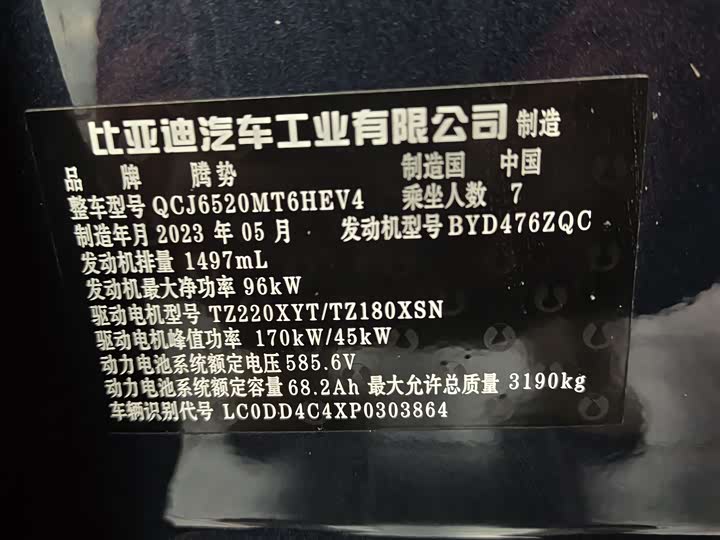 比亚迪汽车工业有限公司 制造
品 牌 腾势 制造国 中国
整车型号 QCJ6520MT6HEV4 乘坐人数 7
制造年月 2023 年 05 月 发动机型号 BYD476ZQC
发动机排量 1497mL
发动机最大净功率 96kW
驱动电机型号 TZ220XYT/TZ180XSN
驱动电机峰值功率 170kW/45kW
动力电池系统额定电压 585.6V
动力电池系统额定容量 68.2Ah 最大允许总质量 3190kg
车辆识别代号 LC0DD4C4XP0303864